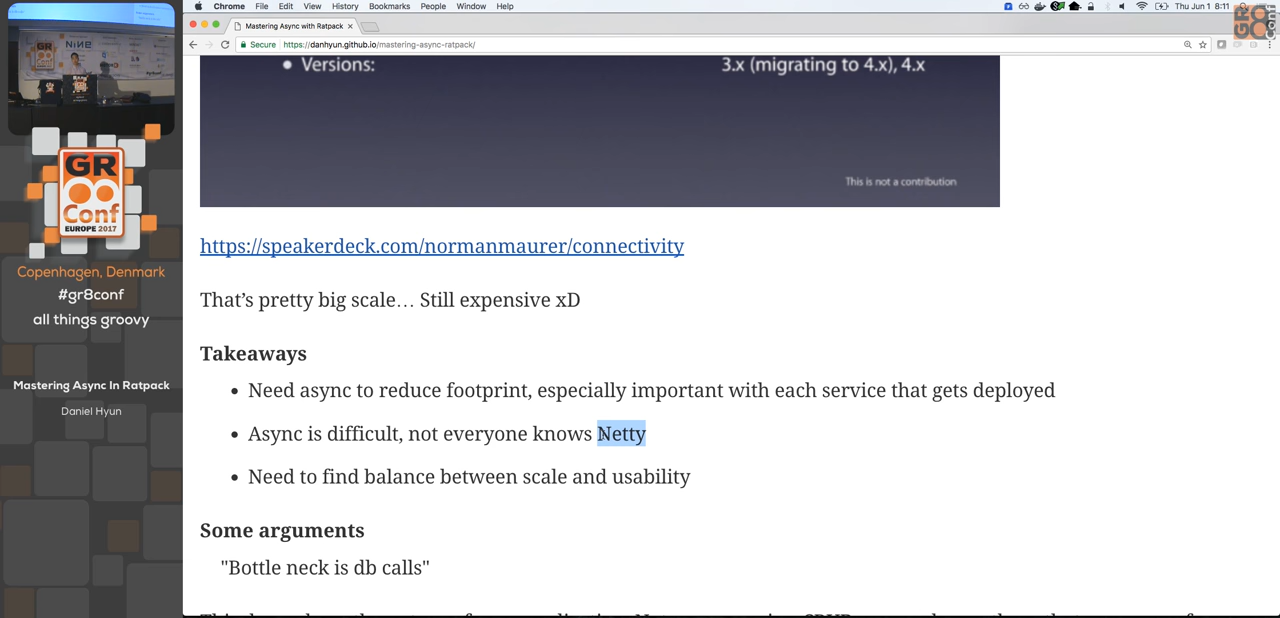 Chrome File Edit View History Bookmarks People Window Help
Thu Jun 1 8:11
Mastering Async with Ratpack
Secure https://danhyun.github.io/mastering-async-ratpack/
GR8
Conf
NINE
GR
Conf
EUROPE 2017
Copenhagen, Denmark
#gr8conf
all things groovy
Mastering Async In Ratpack
Daniel Hyun
• Versions: 3.x (migrating to 4.x), 4.x
This is not a contribution
https://speakerdeck.com/normanmaurer/connectivity
That’s pretty big scale… Still expensive xD
Takeaways
• Need async to reduce footprint, especially important with each service that gets deployed
• Async is difficult, not everyone knows Netty
• Need to find balance between scale and usability
Some arguments
"Bottle neck is db calls"